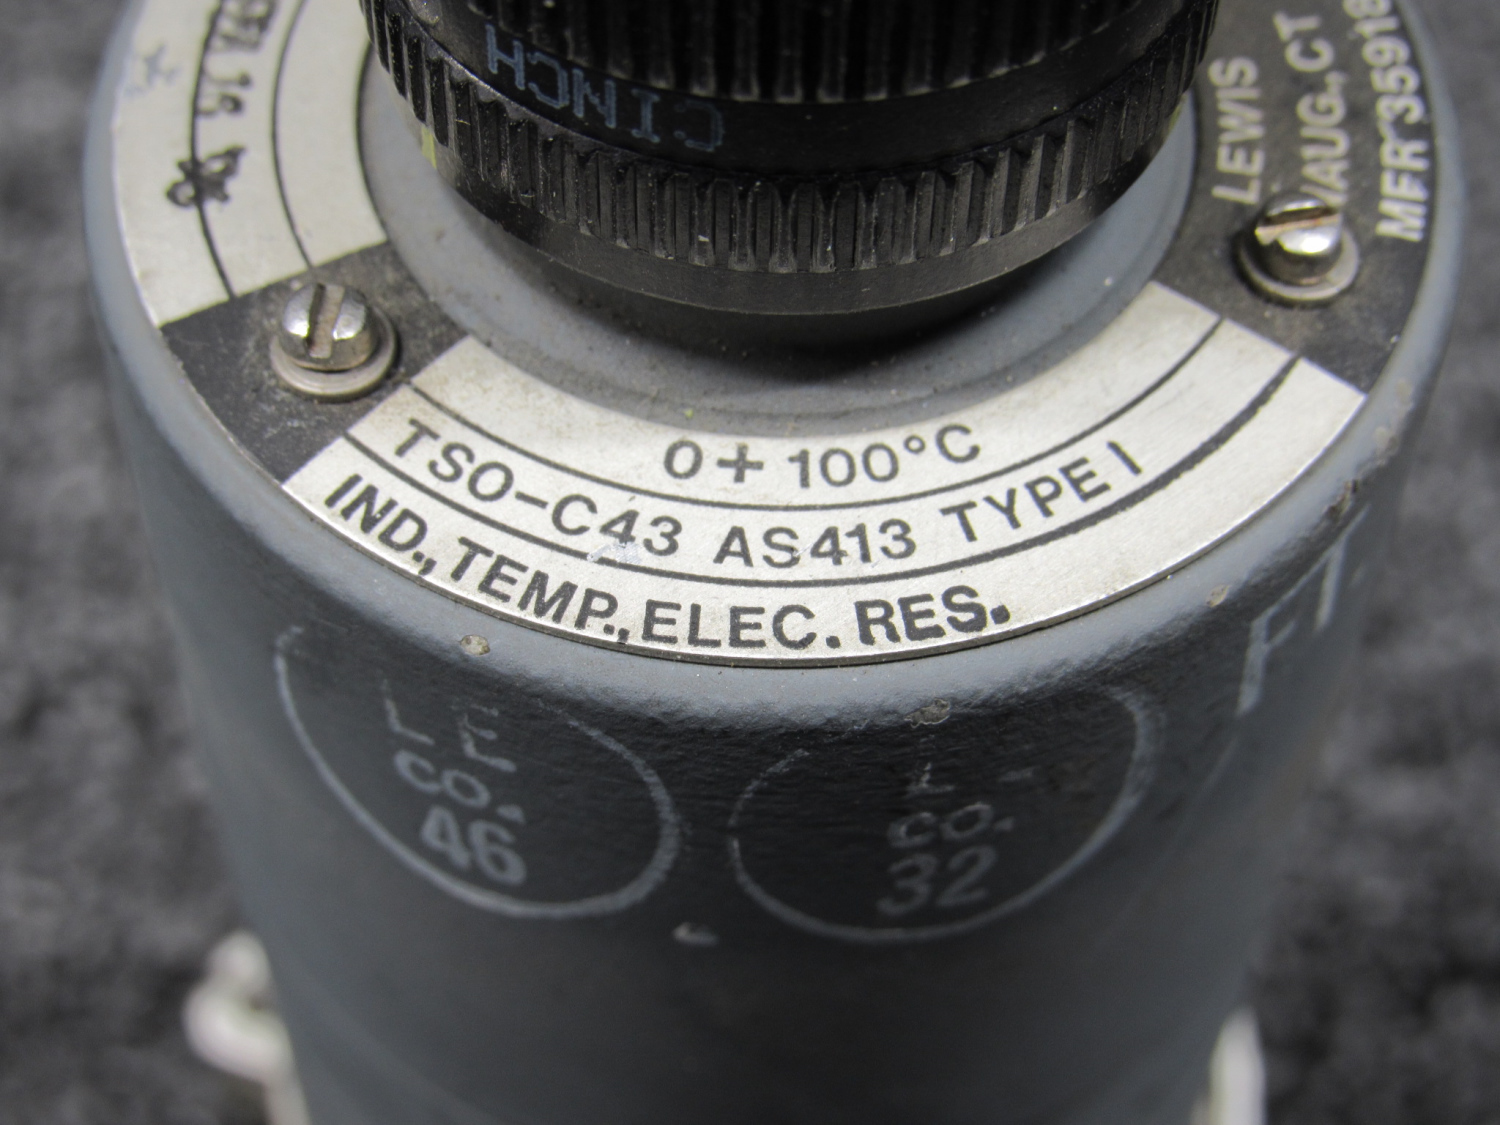 CINCH
LEWIS
NAUG., CT
MFR 35918
0 + 100°C
TSO-C43 AS413 TYPE I
IND., TEMP., ELEC. RES.
CO.
46
CO.
32